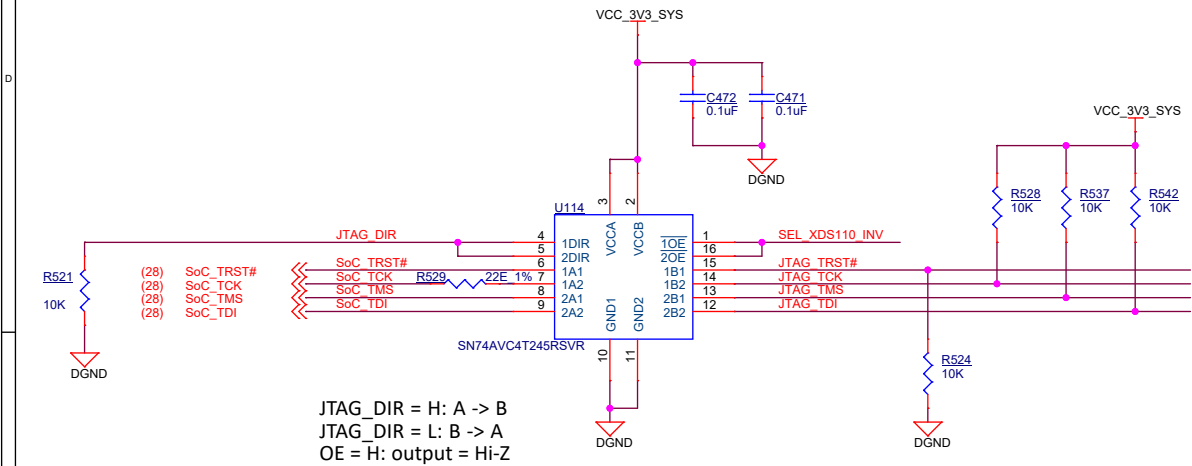 VCC_3V3_SYS
D
C472
0.1uF
C471
0.1uF
VCC_3V3_SYS
DGND
R528
10K
R537
10K
R542
10K
U114
3
2
VCCA
VCCB
JTAG_DIR
4
5
1DIR
2DIR
1OE
2OE
1
16
SEL_XDS110_INV
R521
10K
(28) SoC_TRST#
(28) SoC_TCK
(28) SoC_TMS
(28) SoC_TDI
SoC_TRST#
SoC_TCK
SoC_TMS
SoC_TDI
R529
22E 1%
6
7
8
9
1A1
1A2
2A1
2A2
1B1
1B2
2B1
2B2
15
14
13
12
JTAG_TRST#
JTAG_TCK
JTAG_TMS
JTAG_TDI
GND1
GND2
SN74AVC4T245RSVR
10
11
R524
10K
DGND
DGND
DGND
JTAG_DIR = H: A -> B
JTAG_DIR = L: B -> A
OE = H: output = Hi-Z